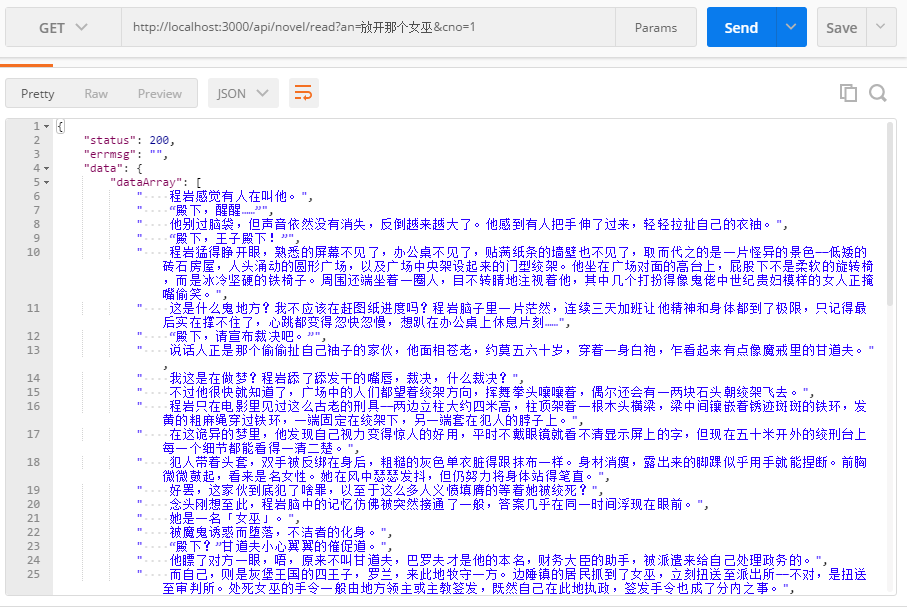 GET http://localhost:3000/api/novel/read?an=放开那个女巫&cno=1 Params Send Save
Pretty Raw Preview JSON
1 {
2 "status": 200,
3 "errmsg": "",
4 "data": {
5 "dataArray": [
6 "    程岩感觉有人在叫他。",
7 "    “殿下，醒醒……”",
8 "    他别过脑袋，但声音依然没有消失，反倒越来越大了。他感到有人把手伸了过来，轻轻拉扯自己的衣袖。",
9 "    “殿下，王子殿下！”",
10 "    程岩猛得睁开眼，熟悉的屏幕不见了，办公桌不见了，贴满纸条的墙壁也不见了，取而代之的是一片怪异的景色—低矮的
砖石房屋，人头涌动的圆形广场，以及广场中央架设起来的门型绞架。他坐在广场对面的高台上，屁股下不是柔软的旋转椅
，而是冰冷坚硬的铁椅子。周围还端坐着一圈人，目不转睛地注视着他，其中几个打扮得像鬼佬中世纪贵妇模样的女人正掩
嘴偷笑。",
11 "    这是什么鬼地方？我不应该在赶图纸进度吗？程岩脑子里一片茫然，连续三天加班让他精神和身体都到了极限，只记得最
后实在撑不住了，心跳都变得忽快忽慢，想趴在办公桌上休息片刻……",
12 "    “殿下，请宣布裁决吧。”",
13 "    说话人正是那个偷偷扯自己袖子的家伙，他面相苍老，约莫五六十岁，穿着一身白袍，乍看起来有点像魔戒里的甘道夫。"
,
14 "    我这是在做梦？程岩舔了舔发干的嘴唇，裁决，什么裁决？",
15 "    不过他很快就知道了，广场中的人们都望着绞架方向，挥舞拳头嚷嚷着，偶尔还会有一两块石头朝绞架飞去。",
16 "    程岩只在电影里见过这么古老的刑具—两边立柱大约四米高，柱顶架着一根木头横梁，梁中间镶嵌着锈迹斑斑的铁环，发
黄的粗麻绳穿过铁环，一端固定在绞架下，另一端套在犯人的脖子上。",
17 "    在这诡异的梦里，他发现自己视力变得惊人的好用，平时不戴眼镜就看不清显示屏上的字，但现在五十米开外的绞刑台上
每一个细节都能看得一清二楚。",
18 "    犯人带着头套，双手被反绑在身后，粗糙的灰色单衣脏得跟抹布一样。身材消瘦，露出来的脚踝似乎用手就能捏断。前胸
微微鼓起，看来是名女性。她在风中瑟瑟发抖，但仍努力将身体站得笔直。",
19 "    好罢，这家伙到底犯了啥罪，以至于这么多人义愤填膺的等着她被绞死？",
20 "    念头刚想至此，程岩脑中的记忆仿佛被突然接通了一般，答案几乎在同一时间浮现在眼前。",
21 "    她是一名「女巫」。",
22 "    被魔鬼诱惑而堕落，不洁者的化身。",
23 "    “殿下？”甘道夫小心翼翼的催促道。",
24 "    他瞟了对方一眼，唔，原来不叫甘道夫，巴罗夫才是他的本名，财务大臣的助手，被派遣来给自己处理政务的。",
25 "    而自己，则是灰堡王国的四王子，罗兰，来此地牧守一方。边陲镇的居民抓到了女巫，立刻扭送至派出所—不对，是扭送
至审判所。处死女巫的手令一般由地方领主或主教签发，既然自己在此地执政，签发手令也成了分内之事。",